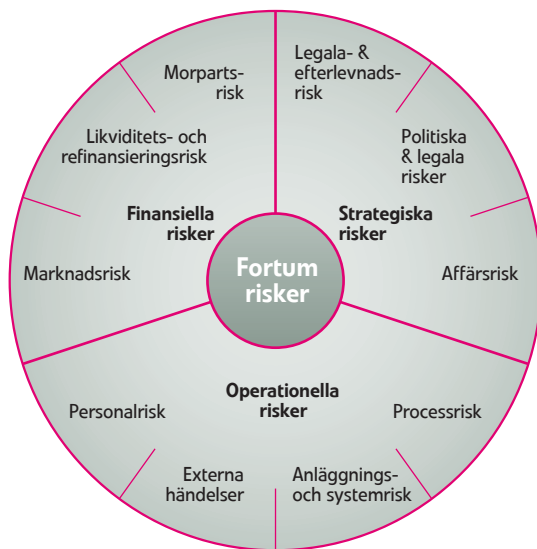 Morparts-
risk
Legala- &
efterlevnads-
risk
Likviditets- och
refinansieringsrisk
Politiska
& legala
risker
Finansiella
risker
Strategiska
risker
Marknadsrisk
Fortum
risker
Affärsrisk
Operationella
risker
Personalrisk
Processrisk
Externa
händelser
Anläggnings-
och systemrisk